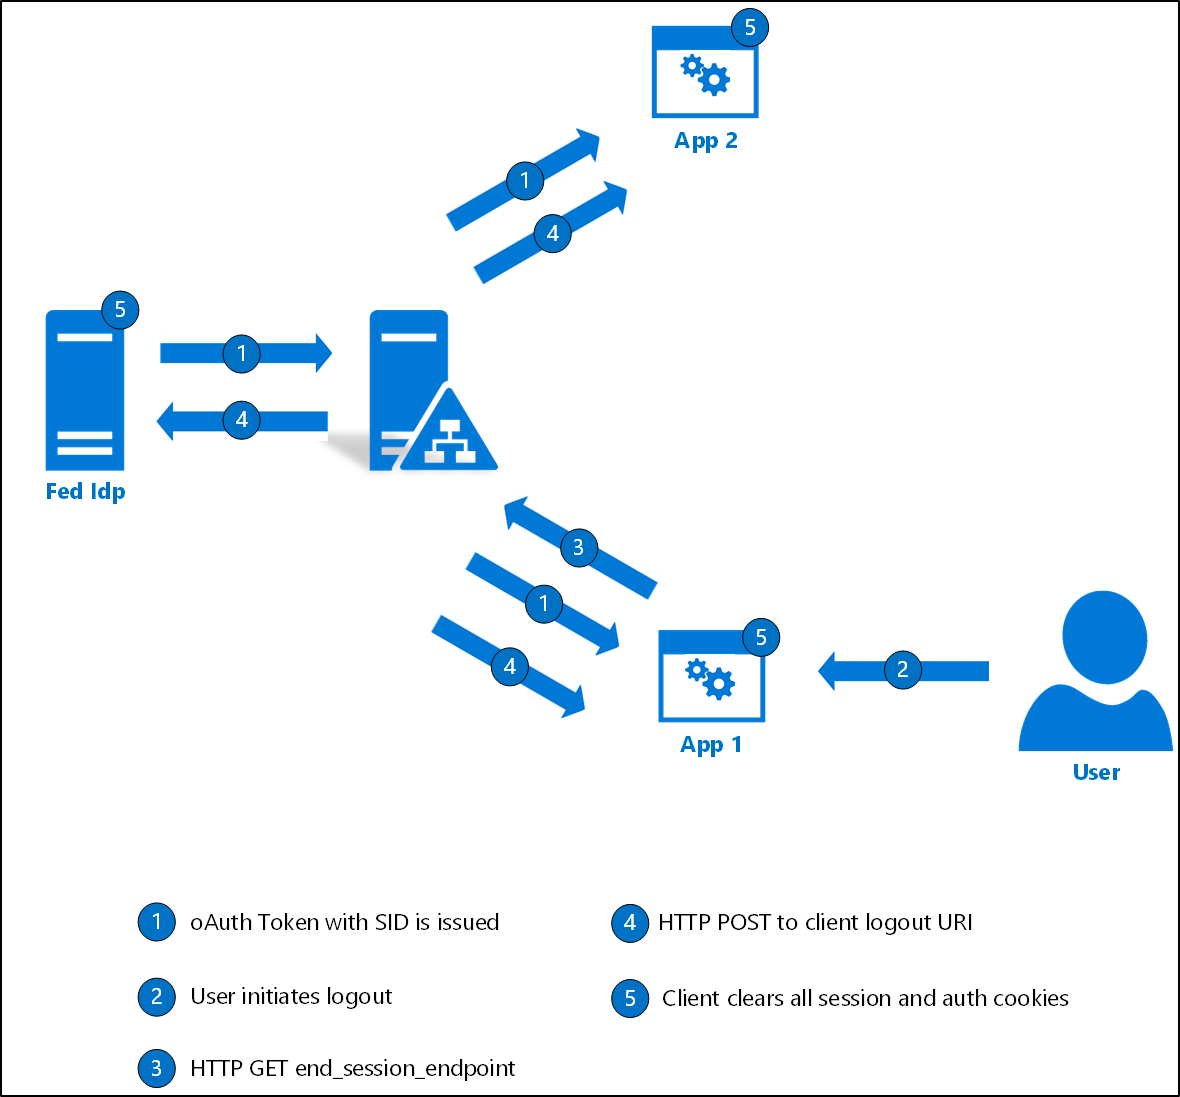 5
App 2
1
4
5
1
4
Fed Idp
3
1
4
5
App 1
2
User
1 oAuth Token with SID is issued
2 User initiates logout
3 HTTP GET end_session_endpoint
4 HTTP POST to client logout URI
5 Client clears all session and auth cookies